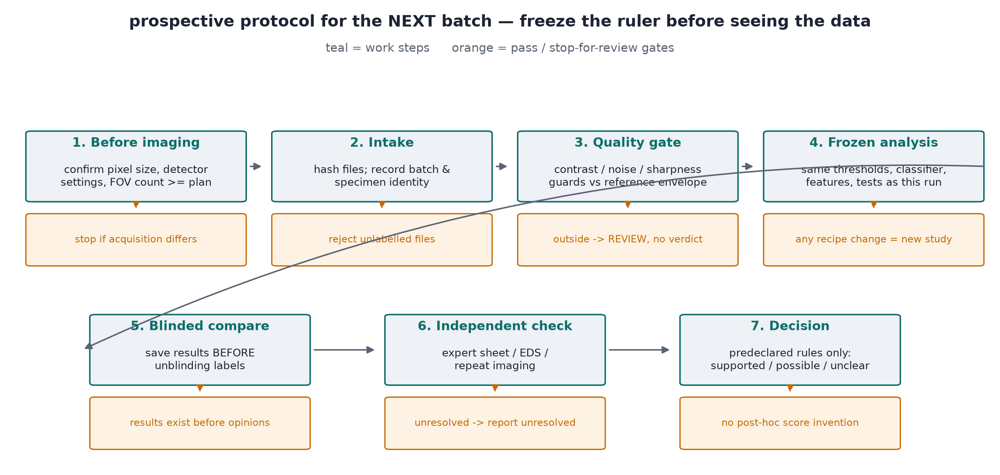 prospective protocol for the NEXT batch — freeze the ruler before seeing the data
teal = work steps orange = pass / stop-for-review gates
1. Before imaging
confirm pixel size, detector
settings, FOV count >= plan
stop if acquisition differs
2. Intake
hash files; record batch &
specimen identity
reject unlabelled files
3. Quality gate
contrast / noise / sharpness
guards vs reference envelope
outside -> REVIEW, no verdict
4. Frozen analysis
same thresholds, classifier,
features, tests as this run
any recipe change = new study
5. Blinded compare
save results BEFORE
unblinding labels
results exist before opinions
6. Independent check
expert sheet / EDS /
repeat imaging
unresolved -> report unresolved
7. Decision
predeclared rules only:
supported / possible / unclear
no post-hoc score invention